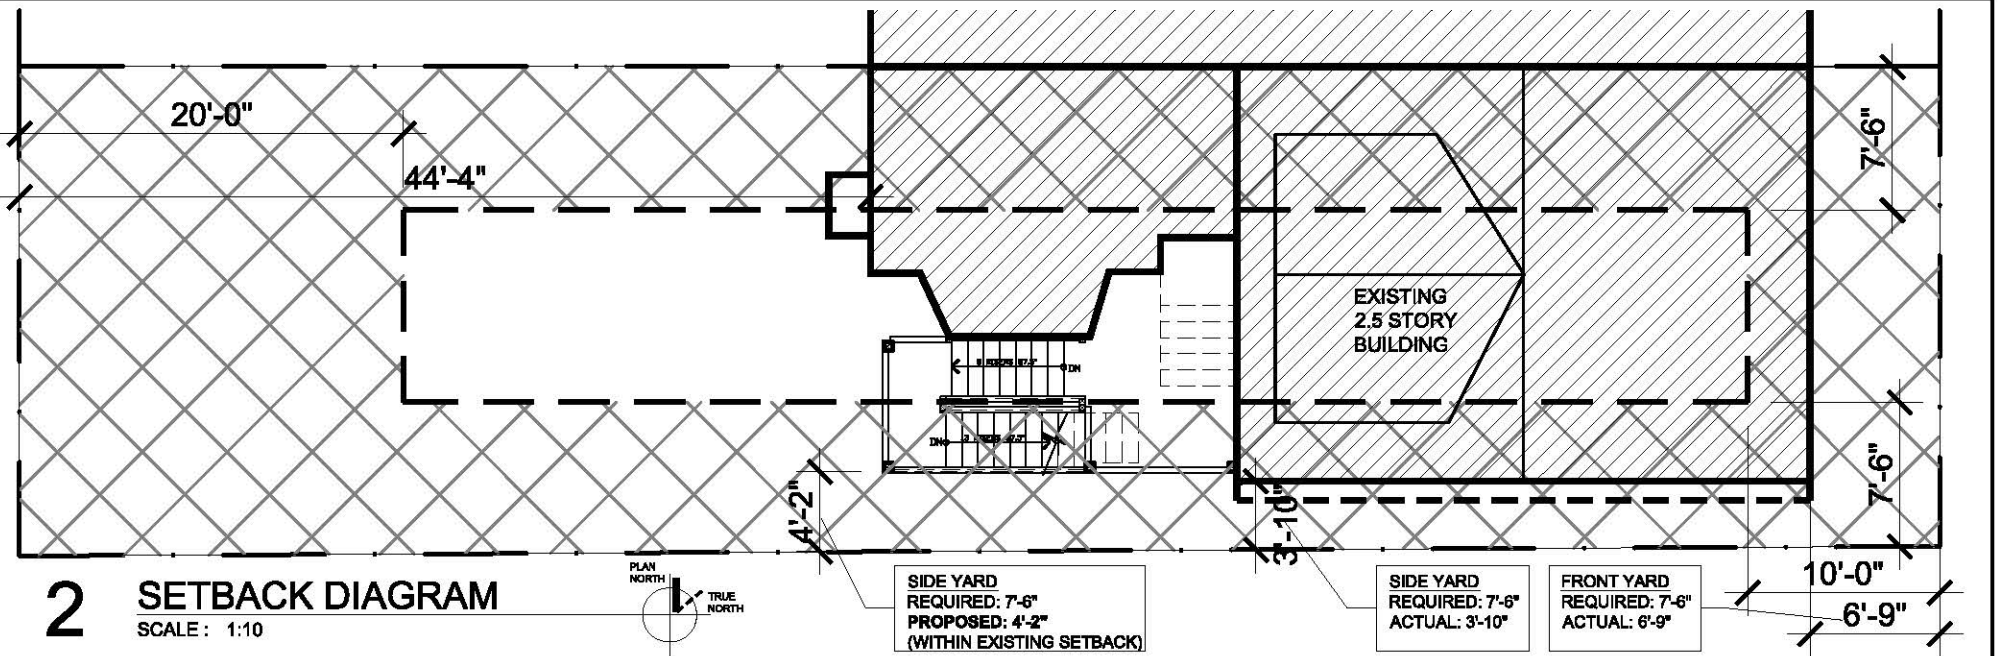 20'-0"
44'-4"
7'-6"
EXISTING
2.5 STORY
BUILDING
DN
DN
4'-2"
3'-10"
7'-6"
10'-0"
6'-9"
2 SETBACK DIAGRAM
SCALE : 1:10
PLAN
NORTH
TRUE
NORTH
SIDE YARD
REQUIRED: 7'-6"
PROPOSED: 4'-2"
(WITHIN EXISTING SETBACK)
SIDE YARD
REQUIRED: 7'-6"
ACTUAL: 3'-10"
FRONT YARD
REQUIRED: 7'-6"
ACTUAL: 6'-9"